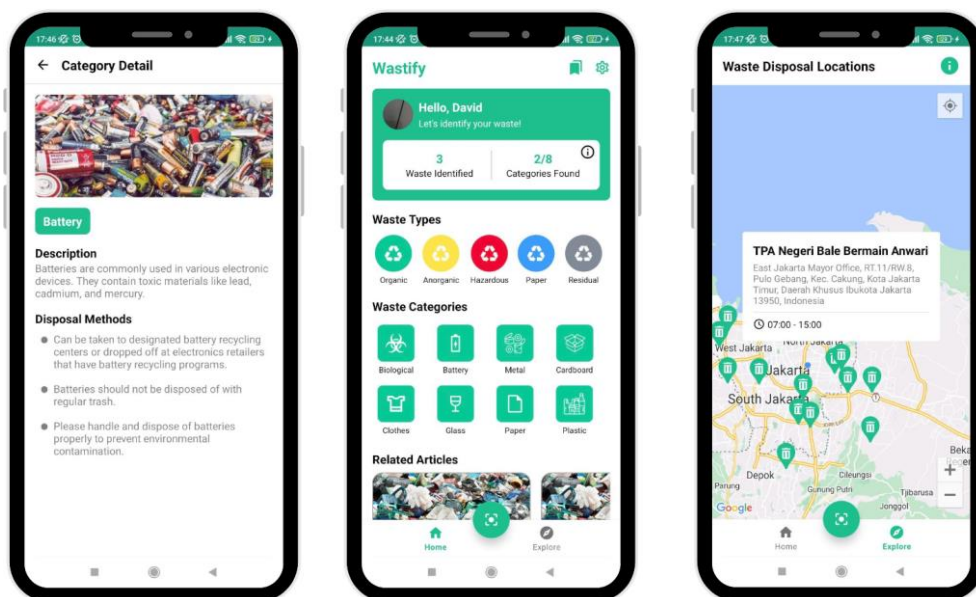 17:46
Category Detail
Battery
Description
Batteries are commonly used in various electronic
devices. They contain toxic materials like lead,
cadmium, and mercury.
Disposal Methods
Can be taken to designated battery recycling
centers or dropped off at electronics retailers
that have battery recycling programs.
Batteries should not be disposed of with
regular trash.
Please handle and dispose of batteries
properly to prevent environmental
contamination.
17:44
Wastify
Hello, David
Let's identify your waste!
3
Waste Identified
2/8
Categories Found
Waste Types
Organic Anorganic Hazardous Paper Residual
Waste Categories
Biological Battery Metal Cardboard
Clothes Glass Paper Plastic
Related Articles
Home Explore
17:47
Waste Disposal Locations
TPA Negeri Bale Bermain Anwari
East Jakarta Mayor Office, RT.11/RW.8,
Pulo Gebang, Kec. Cakung, Kota Jakarta
Timur, Daerah Khusus Ibukota Jakarta
13950, Indonesia
07:00 - 15:00
West Jakarta
North Jakarta
Jakarta
South Jakarta
Depok
Cileungsi
Parung
Gunung Putri
Tjibarusa
Jonggol
Google
Home Explore